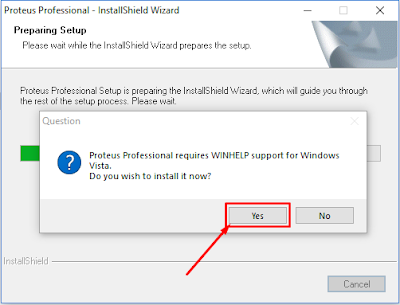 Proteus Professional - InstallShield Wizard
Preparing Setup
Please wait while the InstallShield Wizard prepares the setup.
Proteus Professional Setup is preparing the InstallShield Wizard, which will guide you through
the rest of the setup process. Please wait.
Question
Proteus Professional requires WINHELP support for Windows
Vista.
Do you wish to install it now?
Yes
No
InstallShield
Cancel